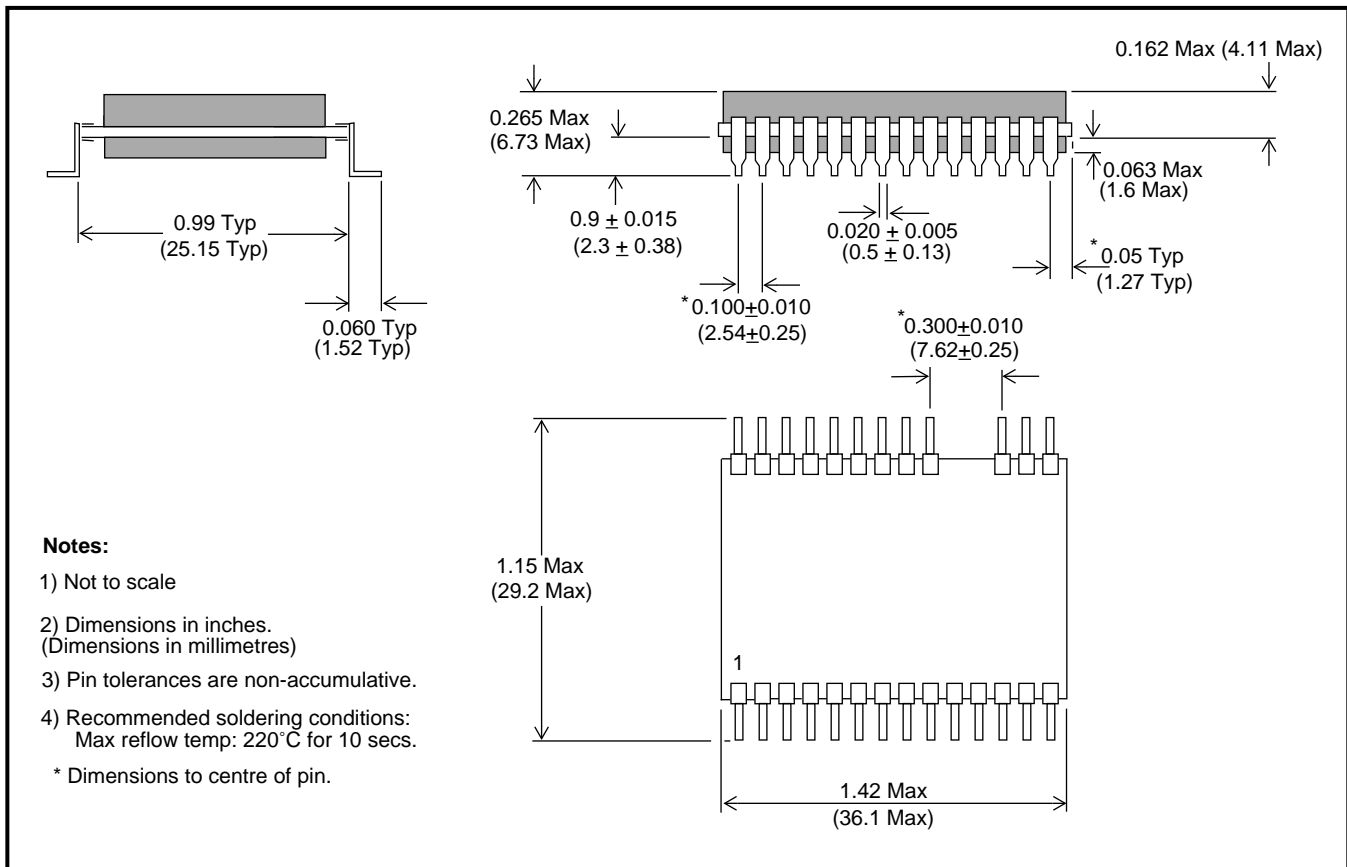 0.162 Max (4.11 Max)
0.265 Max
(6.73 Max)
0.063 Max
(1.6 Max)
0.99 Typ
(25.15 Typ)
0.9 ± 0.015
(2.3 ± 0.38)
0.020 ± 0.005
(0.5 ± 0.13)
*0.05 Typ
(1.27 Typ)
0.060 Typ
(1.52 Typ)
*0.100±0.010
(2.54±0.25)
*0.300±0.010
(7.62±0.25)
1.15 Max
(29.2 Max)
1
1.42 Max
(36.1 Max)
Notes:
1) Not to scale
2) Dimensions in inches.
(Dimensions in millimetres)
3) Pin tolerances are non-accumulative.
4) Recommended soldering conditions:
Max reflow temp: 220°C for 10 secs.
* Dimensions to centre of pin.